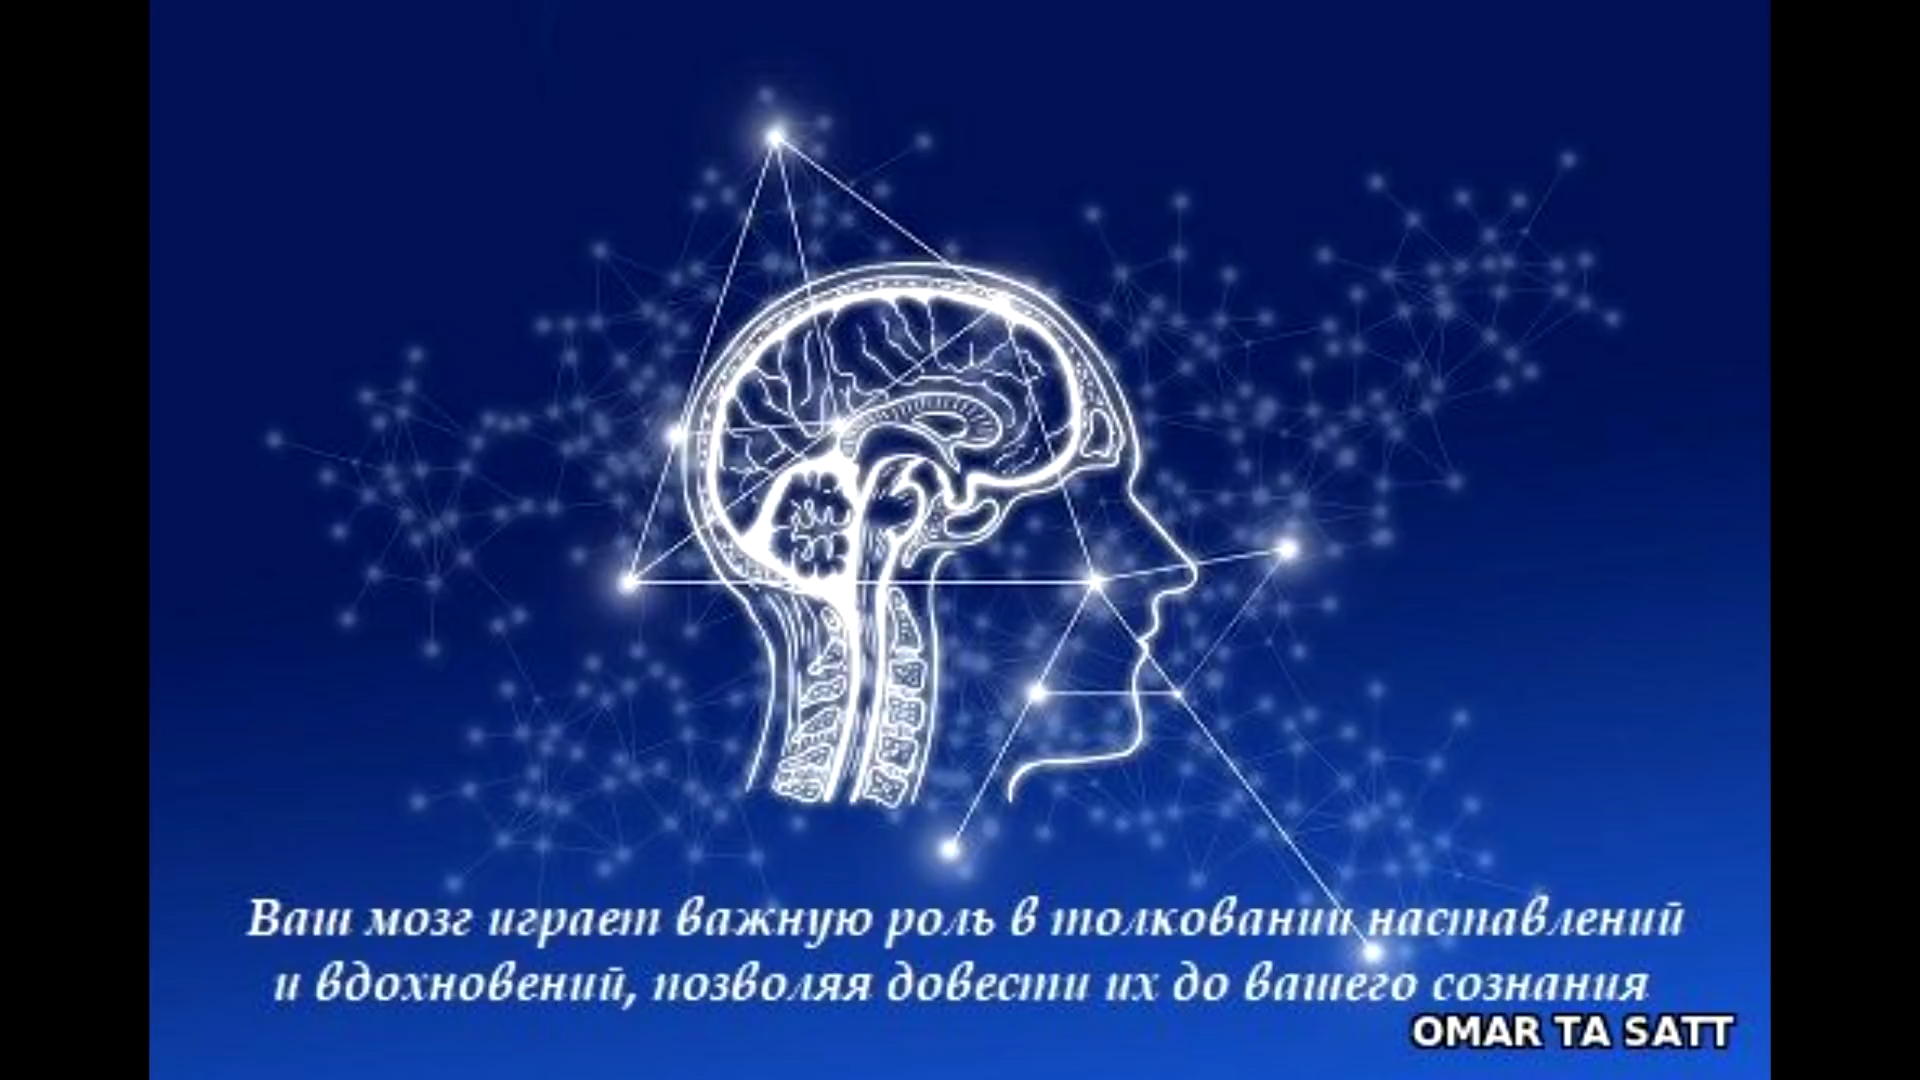 Ваш мозг играет важную роль в толковании наставлений
и вдохновений, позволяя довести их до вашего сознания
OMAR TA SATT